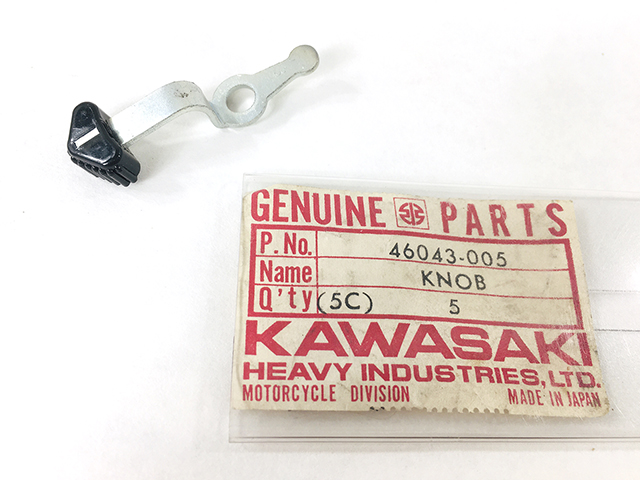 GENUINE PARTS
P. No. 46043-005
Name KNOB
Q'ty (5C) 5
KAWASAKI
HEAVY INDUSTRIES, LTD.
MOTORCYCLE DIVISION MADE IN JAPAN